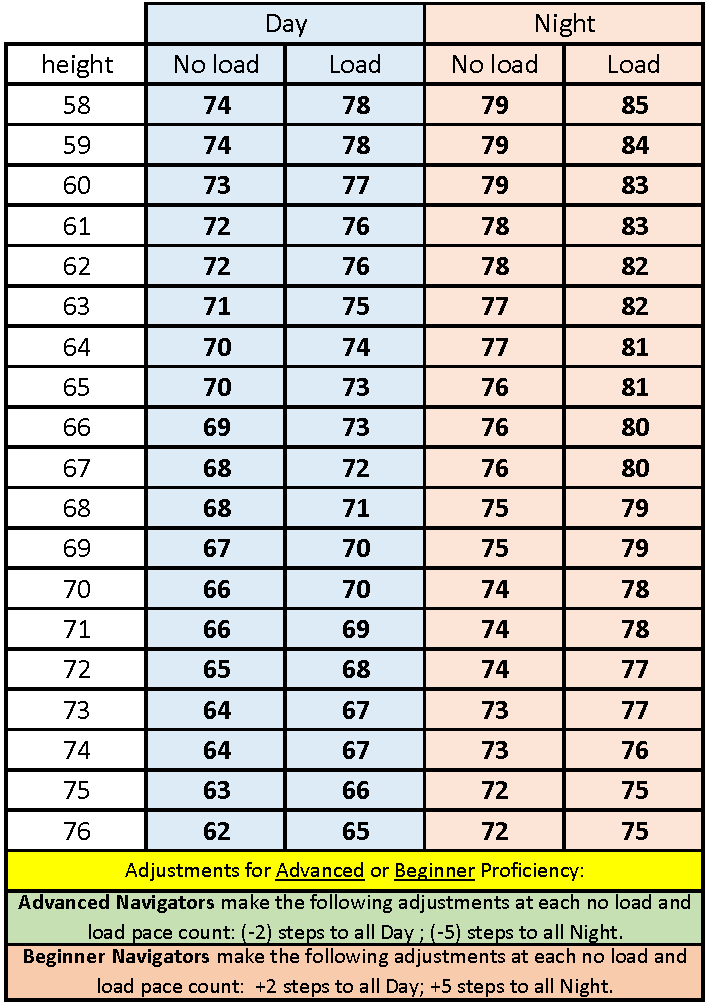 Day Night
height No load Load No load Load
58 74 78 79 85
59 74 78 79 84
60 73 77 79 83
61 72 76 78 83
62 72 76 78 82
63 71 75 77 82
64 70 74 77 81
65 70 73 76 81
66 69 73 76 80
67 68 72 76 80
68 68 71 75 79
69 67 70 75 79
70 66 70 74 78
71 66 69 74 78
72 65 68 74 77
73 64 67 73 77
74 64 67 73 76
75 63 66 72 75
76 62 65 72 75
Adjustments for Advanced or Beginner Proficiency:
Advanced Navigators make the following adjustments at each no load and
load pace count: (-2) steps to all Day ; (-5) steps to all Night.
Beginner Navigators make the following adjustments at each no load and
load pace count: +2 steps to all Day; +5 steps to all Night.